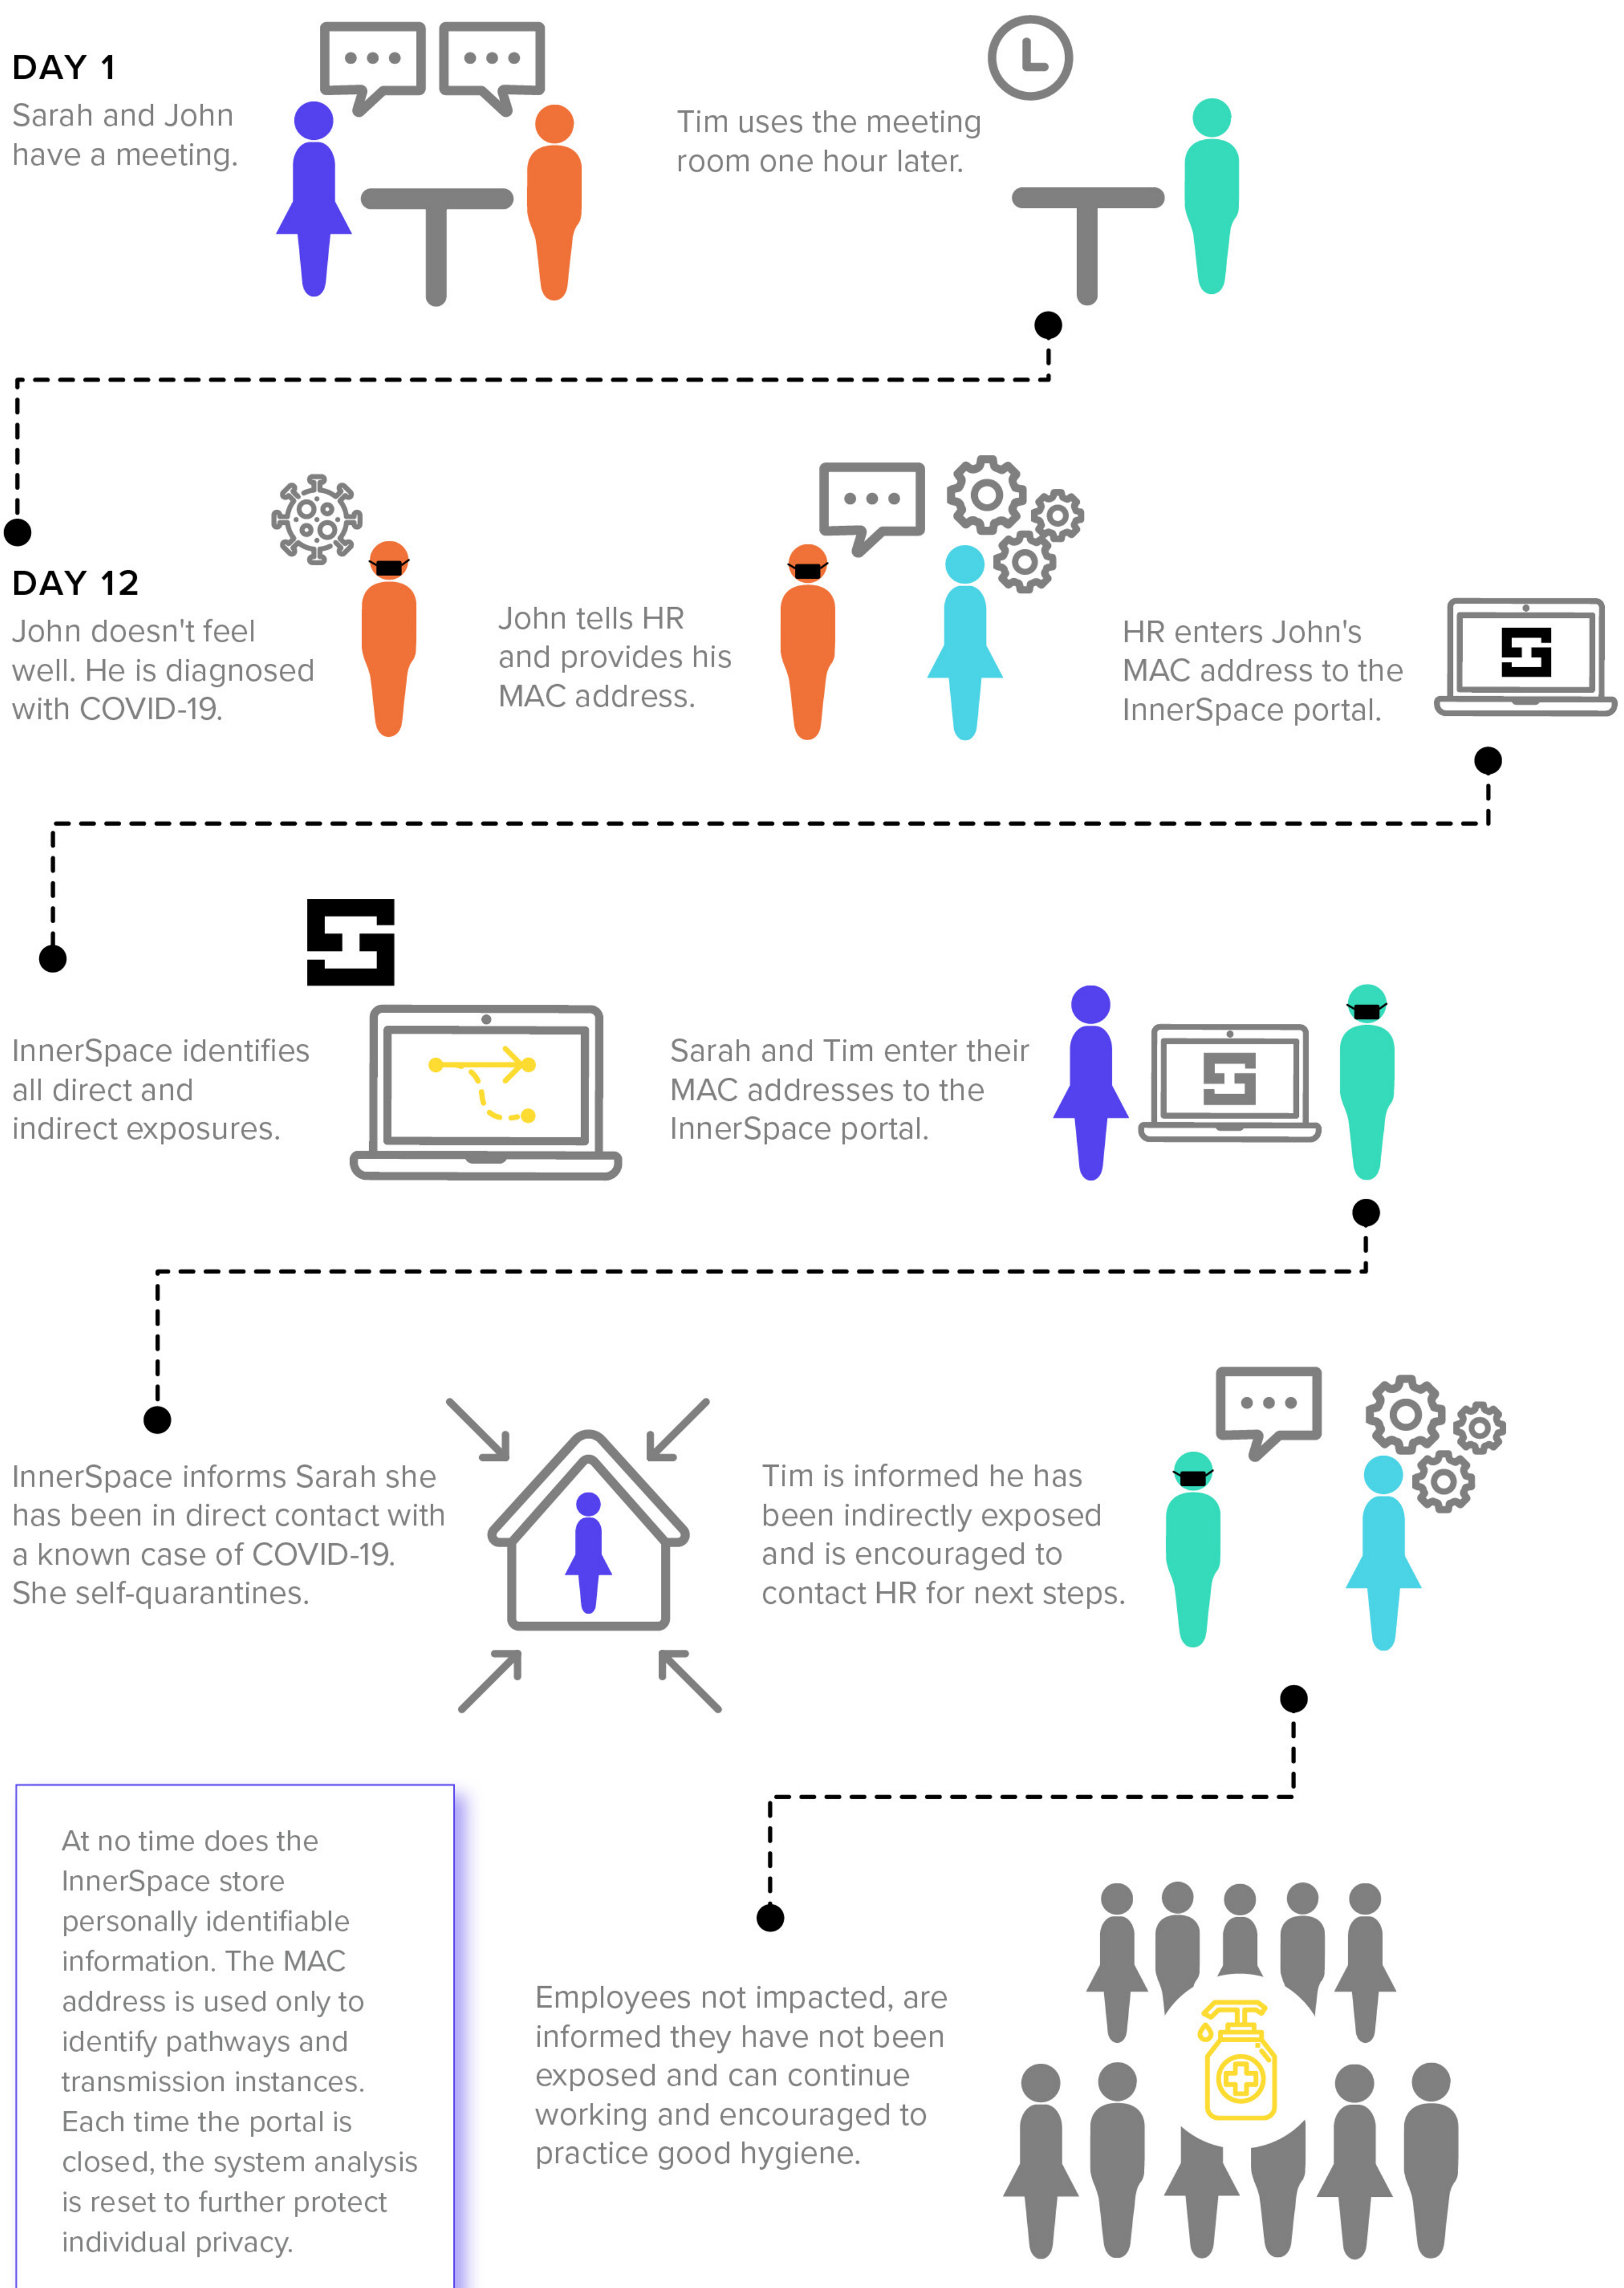 DAY 1
Sarah and John
have a meeting.
Tim uses the meeting
room one hour later.
DAY 12
John doesn't feel
well. He is diagnosed
with COVID-19.
John tells HR
and provides his
MAC address.
HR enters John's
MAC address to the
InnerSpace portal.
InnerSpace identifies
all direct and
indirect exposures.
Sarah and Tim enter their
MAC addresses to the
InnerSpace portal.
InnerSpace informs Sarah she
has been in direct contact with
a known case of COVID-19.
She self-quarantines.
Tim is informed he has
been indirectly exposed
and is encouraged to
contact HR for next steps.
At no time does the
InnerSpace store
personally identifiable
information. The MAC
address is used only to
identify pathways and
transmission instances.
Each time the portal is
closed, the system analysis
is reset to further protect
individual privacy.
Employees not impacted, are
informed they have not been
exposed and can continue
working and encouraged to
practice good hygiene.